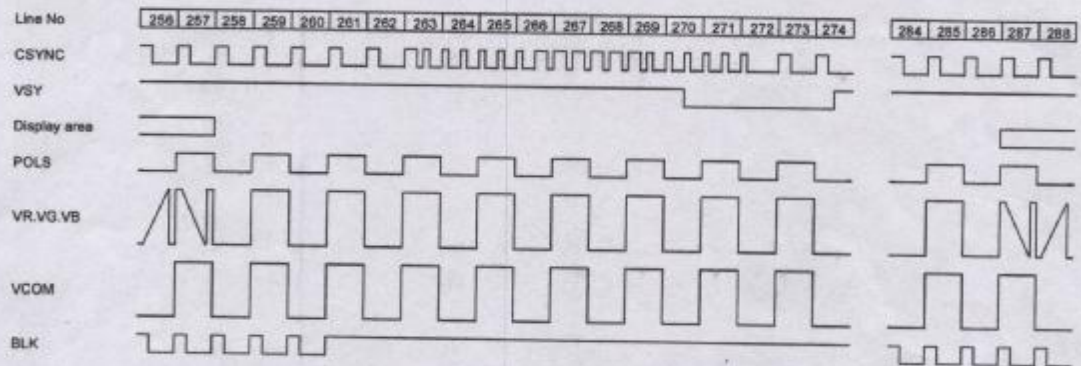 Line No 256 257 258 259 260 261 262 263 264 265 266 267 268 269 270 271 272 273 274 284 285 286 287 288
CSYNC
VSY
Display area
POLS
VR.VG.VB
VCOM
BLK